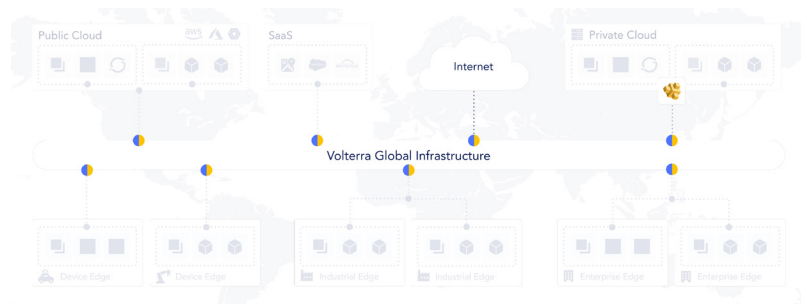 Public Cloud
aws
SaaS
Internet
Private Cloud
Volterra Global Infrastructure
Device Edge
Device Edge
Industrial Edge
Industrial Edge
Enterprise Edge
Enterprise Edge